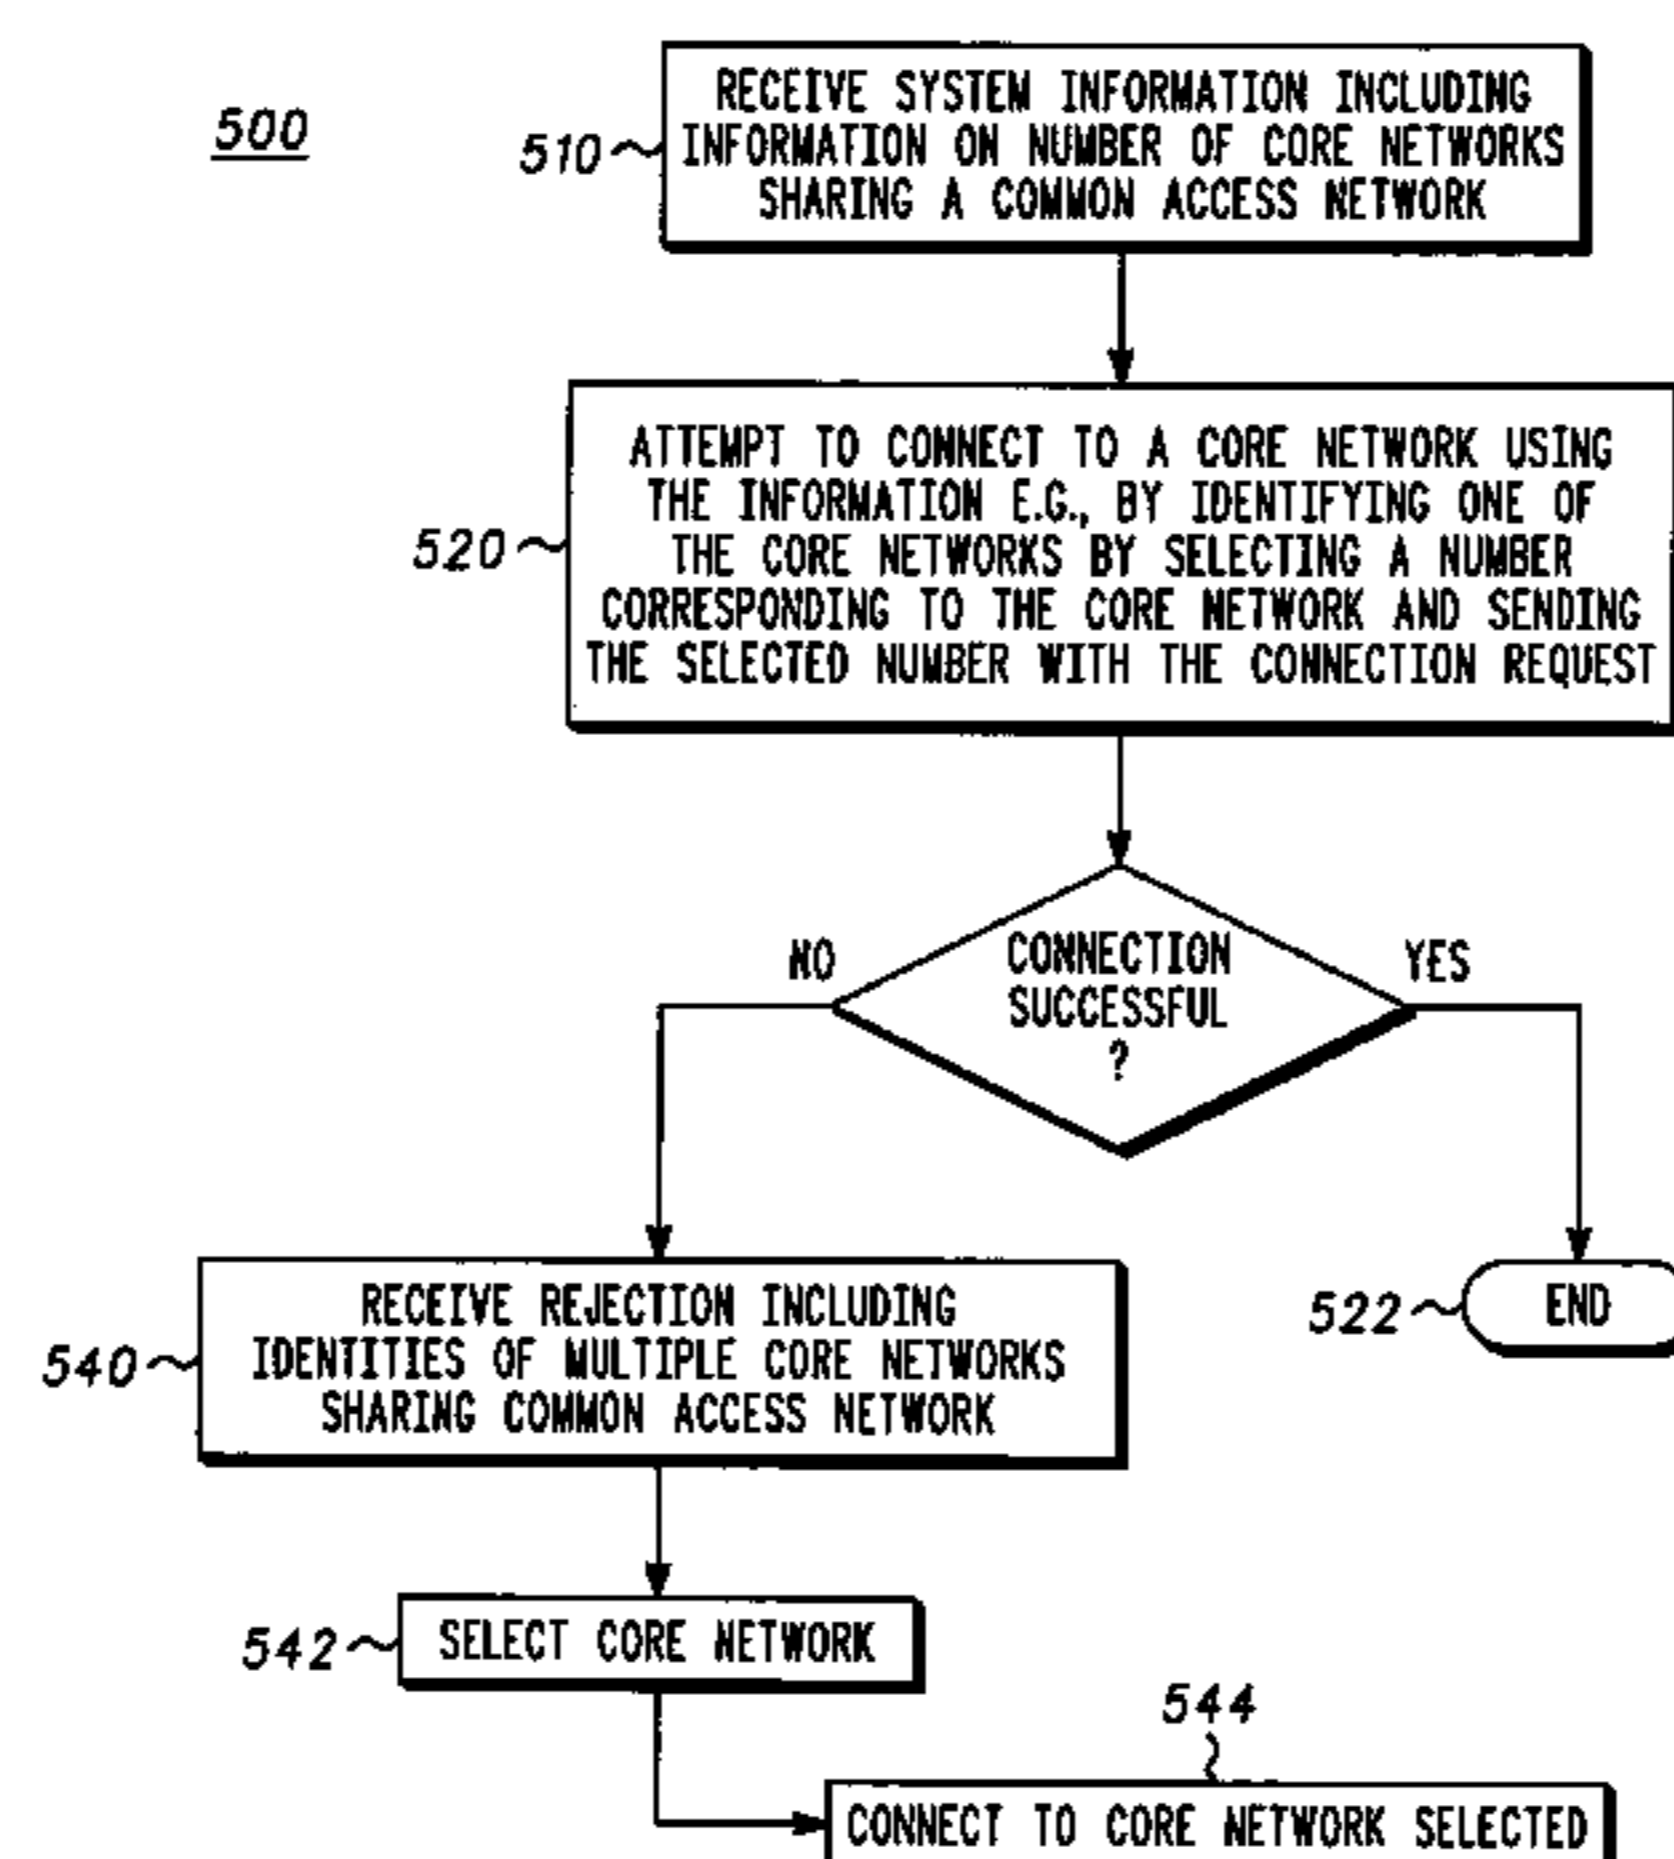 500
510
RECEIVE SYSTEM INFORMATION INCLUDING
INFORMATION ON NUMBER OF CORE NETWORKS
SHARING A COMMON ACCESS NETWORK
520
ATTEMPT TO CONNECT TO A CORE NETWORK USING
THE INFORMATION E.G., BY IDENTIFYING ONE OF
THE CORE NETWORKS BY SELECTING A NUMBER
CORRESPONDING TO THE CORE NETWORK AND SENDING
THE SELECTED NUMBER WITH THE CONNECTION REQUEST
NO
CONNECTION
SUCCESSFUL
?
YES
540
RECEIVE REJECTION INCLUDING
IDENTITIES OF MULTIPLE CORE NETWORKS
SHARING COMMON ACCESS NETWORK
522
END
542
SELECT CORE NETWORK
544
CONNECT TO CORE NETWORK SELECTED